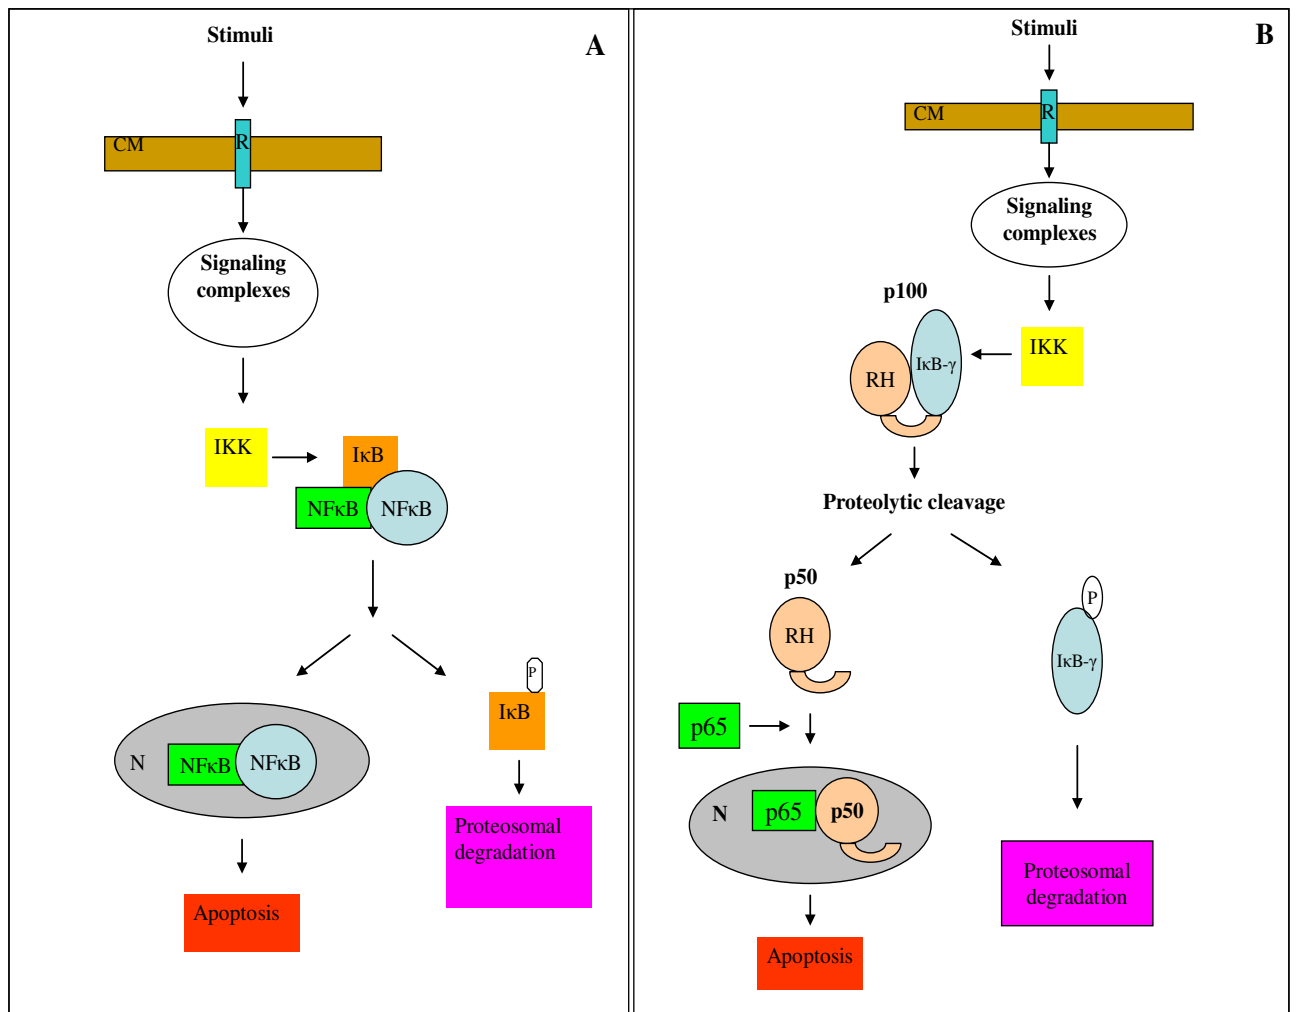 A
Stimuli
CM
R
Signaling
complexes
IKK
IκB
NFκB
NFκB
P
IκB
N
NFκB
NFκB
Proteosomal
degradation
Apoptosis
B
Stimuli
CM
R
Signaling
complexes
p100
IKK
IκB-γ
RH
Proteolytic cleavage
p50
P
RH
IκB-γ
p65
N
p65
p50
Proteosomal
degradation
Apoptosis